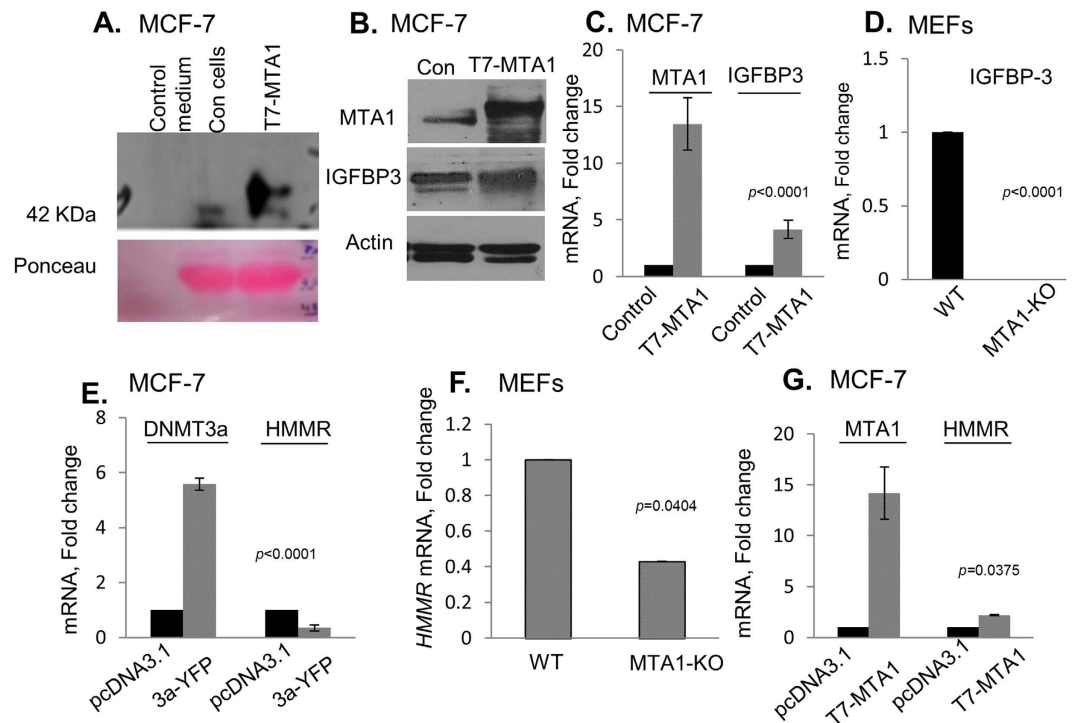 A. MCF-7
Control
medium
Con cells
T7-MTA1
42 KDa
Ponceau
B. MCF-7
Con T7-MTA1
MTA1
IGFBP3
Actin
C. MCF-7
mRNA, Fold change
20
15
10
5
0
MTA1 IGFBP3
p<0.0001
Control
T7-MTA1
Control
T7-MTA1
D. MEFs
mRNA, Fold change
1.5
1
0.5
0
IGFBP-3
p<0.0001
WT
MTA1-KO
E. MCF-7
mRNA, Fold change
8
6
4
2
0
DNMT3a HMMR
p<0.0001
pcDNA3.1
3a-YFP
pcDNA3.1
3a-YFP
F. MEFs
HMMR mRNA, Fold change
1.2
1
0.8
0.6
0.4
0.2
0
p=0.0404
WT MTA1-KO
G. MCF-7
mRNA, Fold change
20
15
10
5
0
MTA1 HMMR
p=0.0375
pcDNA3.1
T7-MTA1
pcDNA3.1
T7-MTA1